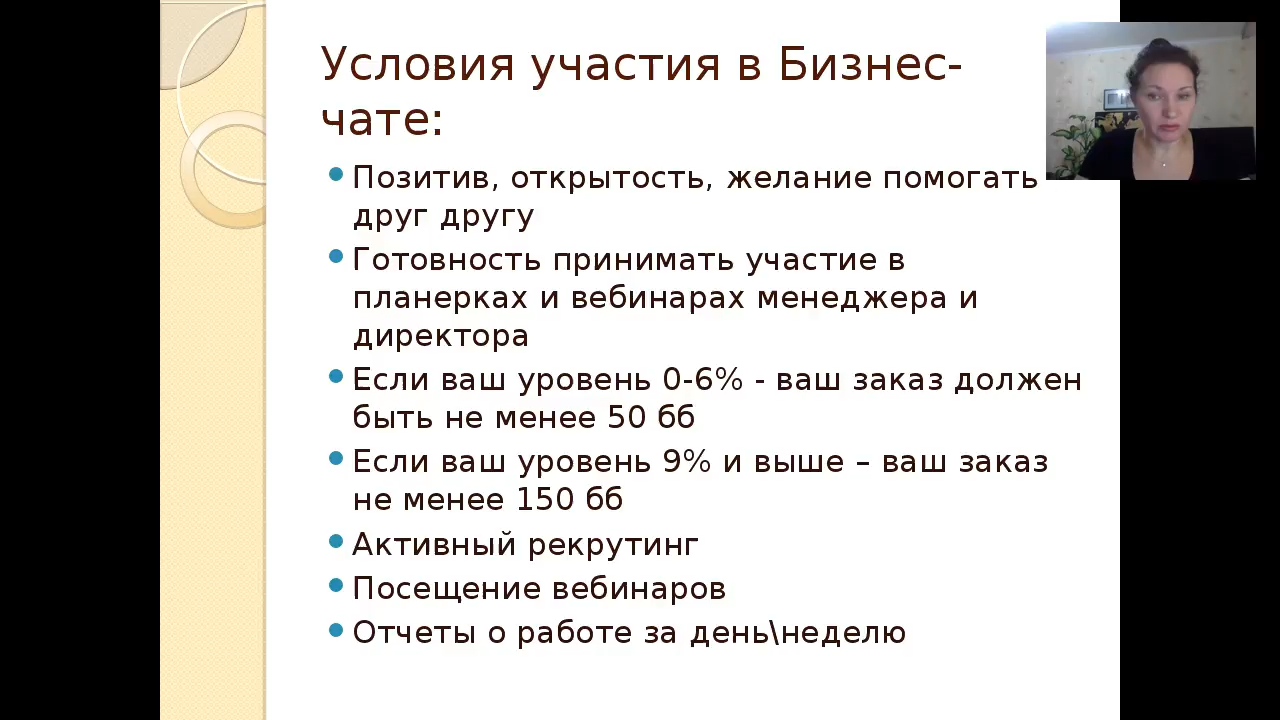 Условия участия в Бизнес-
чате:
Позитив, открытость, желание помогать
друг другу
Готовность принимать участие в
планерках и вебинарах менеджера и
директора
Если ваш уровень 0-6% - ваш заказ должен
быть не менее 50 бб
Если ваш уровень 9% и выше – ваш заказ
не менее 150 бб
Активный рекрутинг
Посещение вебинаров
Отчеты о работе за день\неделю